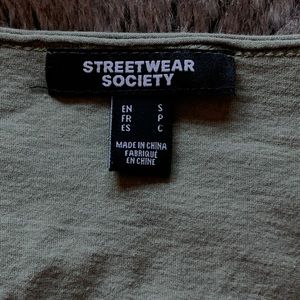 STREETWEAR
SOCIETY
EN S
FR P
ES C
MADE IN CHINA
FABRIQUÉ
EN CHINE